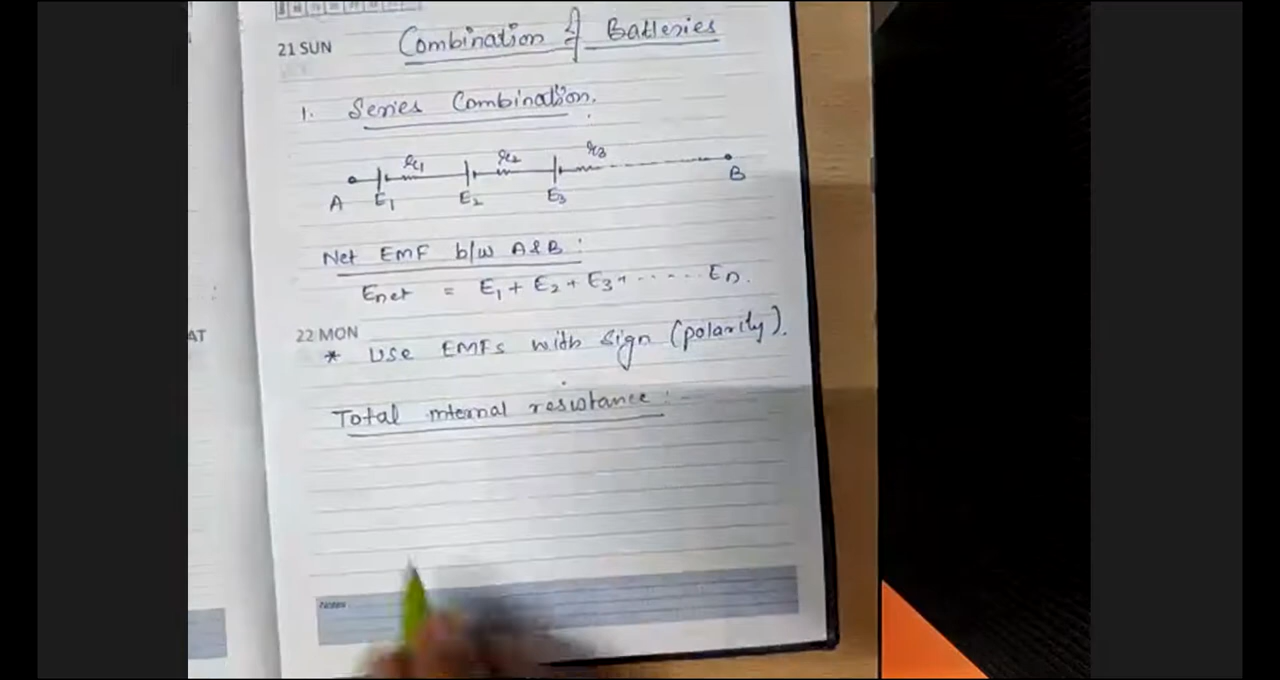 21 SUN
Combination of Batteries
1. Series Combination.
r1 r2 r3
A E1 E2 E3 B
Net EMF b/w A&B :
Enet = E1 + E2 + E3 + ...... En.
22 MON
* Use EMFs with sign (polarity).
Total internal resistance :
AT
Notes